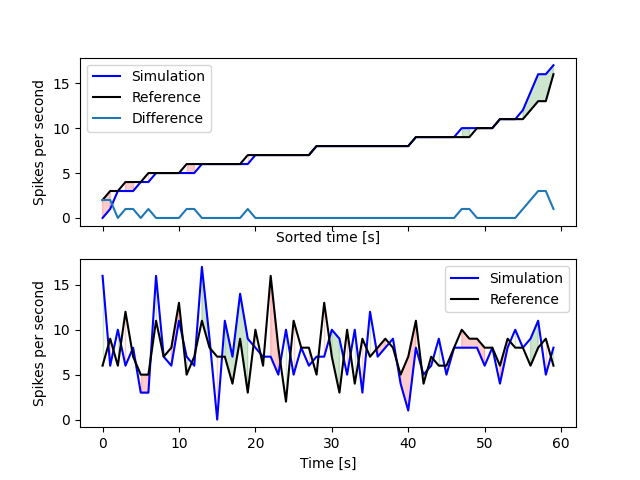 Spikes per second
15
10
5
0
Simulation
Reference
Difference
Sorted time [s]
Spikes per second
15
10
5
0
Simulation
Reference
0 10 20 30 40 50 60
Time [s]